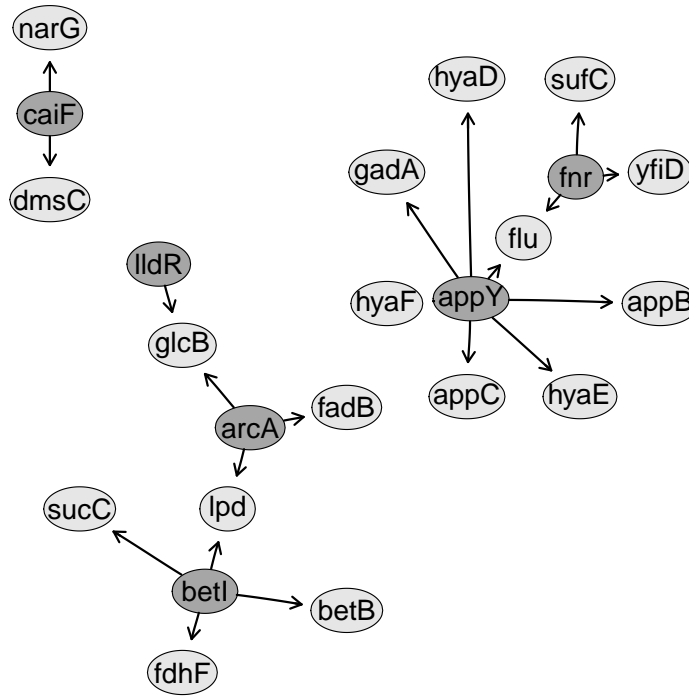 narG
hyaD
sufC
caiF
gadA
fnr
yfiD
dmsC
flu
lldR
hyaF
appY
appB
glcB
appC
hyaE
fadB
arcA
sucC
lpd
betI
betB
fdhF